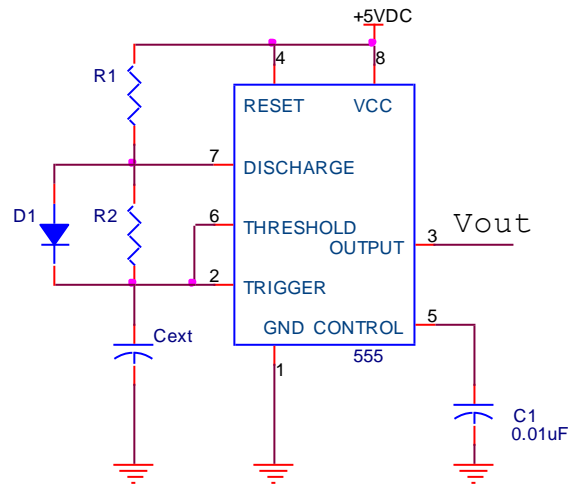 +5VDC
R1
4
8
RESET
VCC
7
DISCHARGE
D1
R2
6
THRESHOLD
Vout
OUTPUT
3
2
TRIGGER
GND
CONTROL
5
Cext
555
1
C1
0.01uF